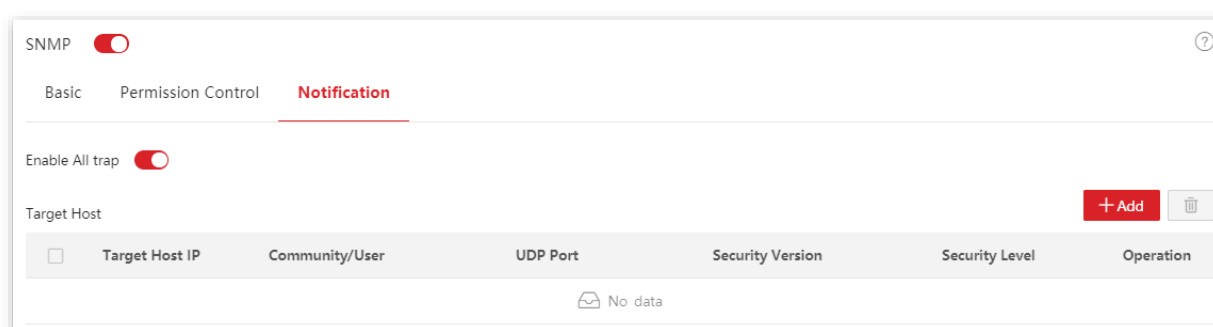 SNMP
Basic Permission Control Notification
Enable All trap
Target Host + Add
Target Host IP Community/User UDP Port Security Version Security Level Operation
No data